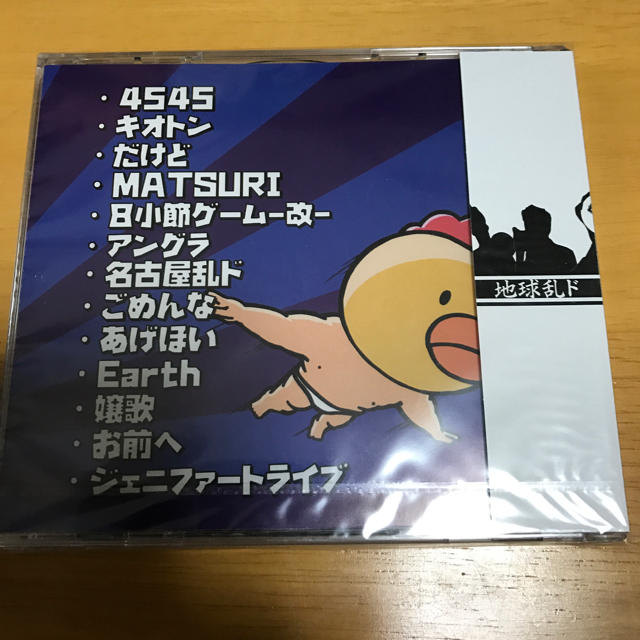 ・4545
・キオトン
・だけど
・MATSURI
・8小節ゲームー改ー
・アングラ
・名古屋乱ド
・ごめんな
・あげほい
・Earth
・嬢歌
・お前へ
・ジェニファートライブ
地球乱ド